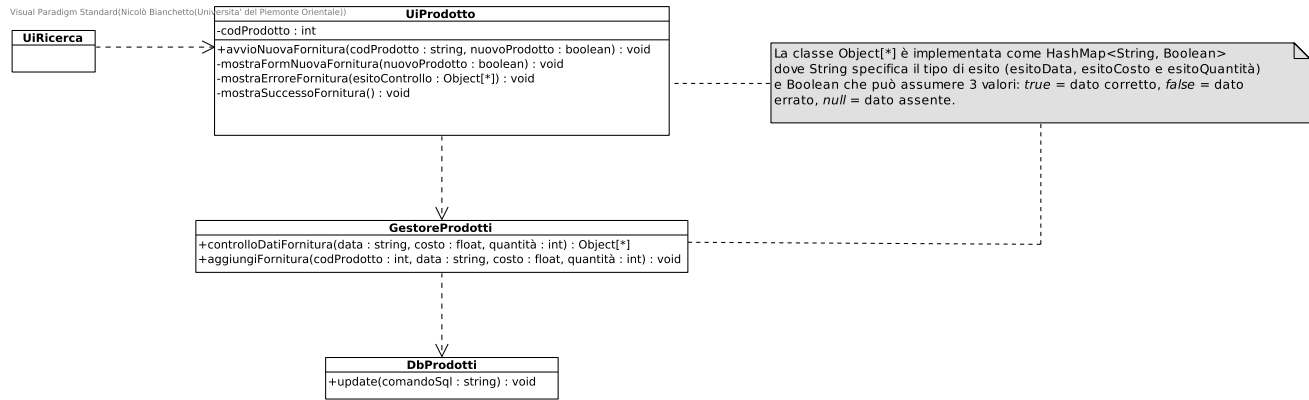 Visual Paradigm Standard(Nicolò Bianchetto(Universita' del Piemonte Orientale))
UiRicerca
UiProdotto
-codProdotto : int
+avvioNuovaFornitura(codProdotto : string, nuovoProdotto : boolean) : void
-mostraFormNuovaFornitura(nuovoProdotto : boolean) : void
-mostraErroreFornitura(esitoControllo : Object[*]) : void
-mostraSuccessoFornitura() : void
La classe Object[*] è implementata come HashMap<String, Boolean>
dove String specifica il tipo di esito (esitoData, esitoCosto e esitoQuantità)
e Boolean che può assumere 3 valori: true = dato corretto, false = dato
errato, null = dato assente.
GestoreProdotti
+controlloDatiFornitura(data : string, costo : float, quantità : int) : Object[*]
+aggiungiFornitura(codProdotto : int, data : string, costo : float, quantità : int) : void
DbProdotti
+update(comandoSql : string) : void